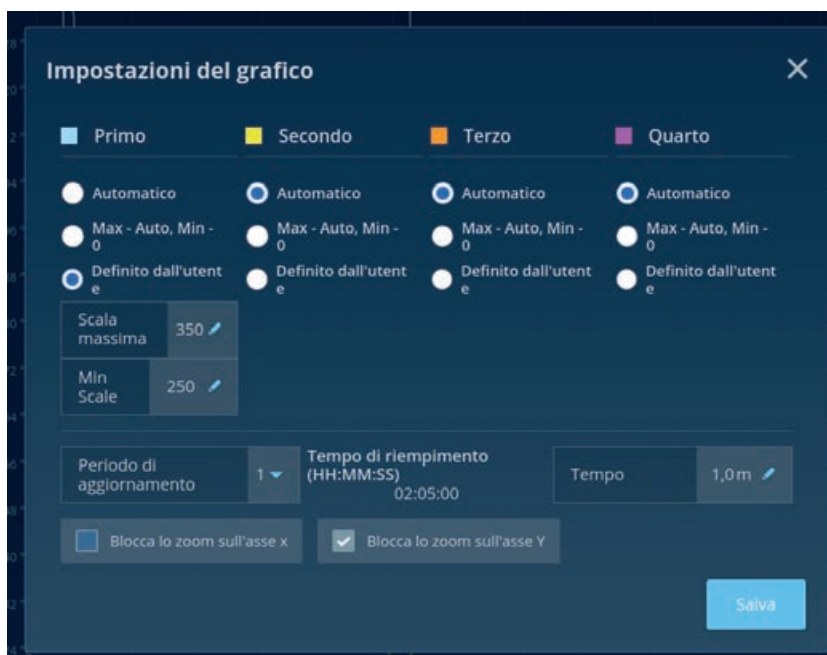 Impostazioni del grafico
Primo
Secondo
Terzo
Quarto
Automatico
Automatico
Automatico
Automatico
Max - Auto, Min -
0
Max - Auto, Min -
0
Max - Auto, Min -
0
Max - Auto, Min -
0
Definito dall'utent
e
Definito dall'utent
e
Definito dall'utent
e
Definito dall'utent
e
Scala
massima
350
Min
Scale
250
Periodo di
aggiornamento
1
Tempo di riempimento
(HH:MM:SS)
02:05:00
Tempo
1,0 m
Blocca lo zoom sull'asse x
Blocca lo zoom sull'asse Y
Salva